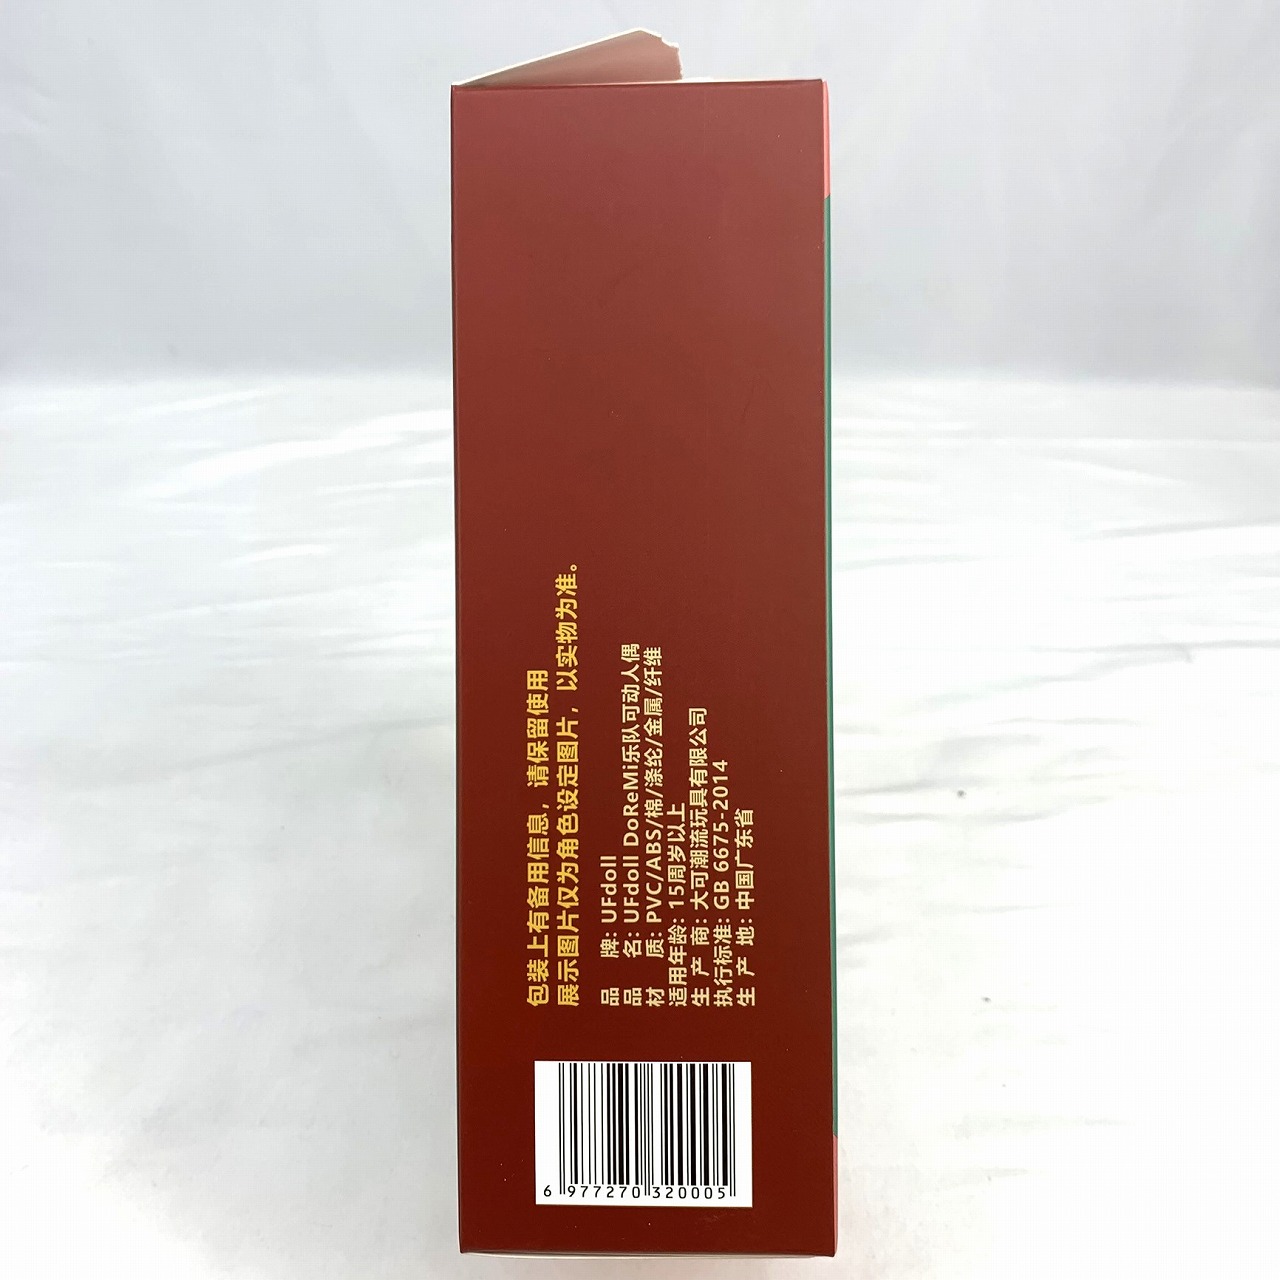 包装上有备用信息，请保留使用
展示图片仅为角色设定图片，以实物为准。
品 牌: UFdoll
品 名: UFdoll DoReMi乐队可动人偶
材 质: PVC/ABS/棉/涤纶/金属/纤维
适用年龄: 15周岁以上
生 产 商: 大可潮流玩具有限公司
执行标准: GB 6675-2014
生 产 地: 中国广东省
6 977270 320005